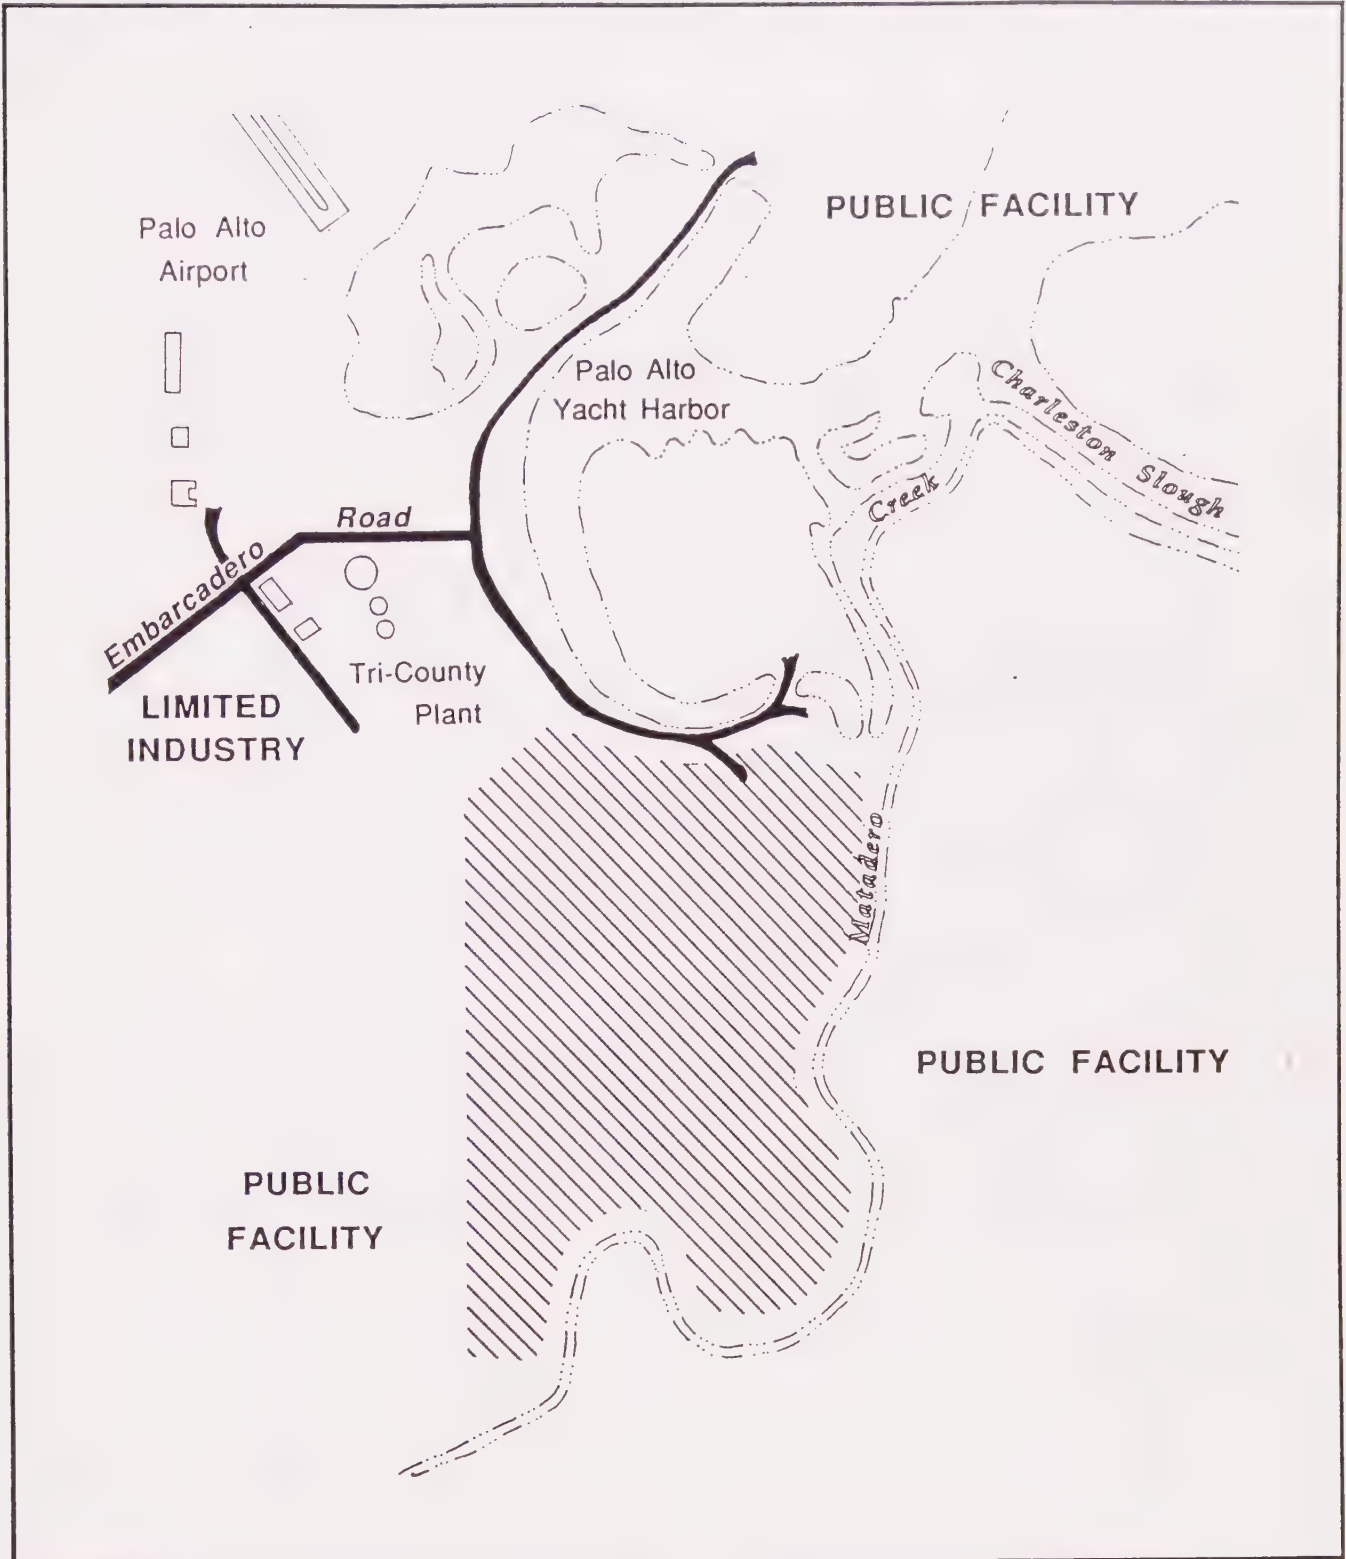 PUBLIC FACILITY
Palo Alto
Airport
Palo Alto
Yacht Harbor
Charleston Slough
Creek
Road
Embarcadero
Tri-County
Plant
LIMITED
INDUSTRY
Matadero
PUBLIC FACILITY
PUBLIC
FACILITY